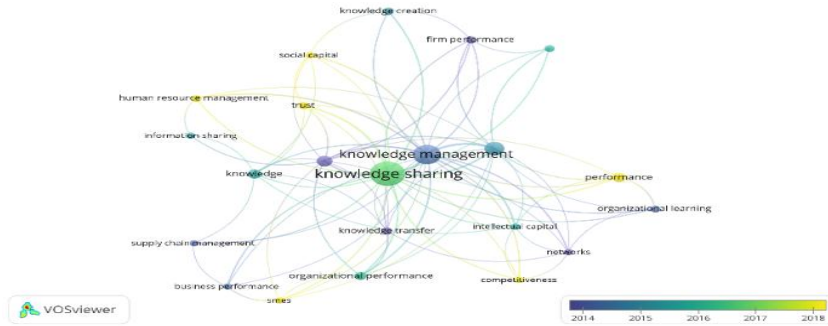 knowledge creation
firm performance
social capital
human resource management
trust
information sharing
knowledge management
knowledge
knowledge sharing
performance
organizational learning
knowledge transfer
intellectual capital
supply chain management
networks
organizational performance
competitiveness
business performance
smes
VOSviewer
2014 2015 2016 2017 2018